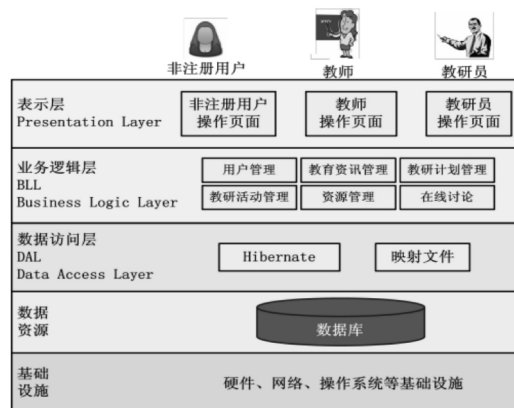 非注册用户
教师
教研员
表示层
Presentation Layer
非注册用户
操作页面
教师
操作页面
教研员
操作页面
业务逻辑层
BLL
Business Logic Layer
用户管理
教育资讯管理
教研计划管理
教研活动管理
资源管理
在线讨论
数据访问层
DAL
Data Access Layer
Hibernate
映射文件
数据
资源
数据库
基础
设施
硬件、网络、操作系统等基础设施